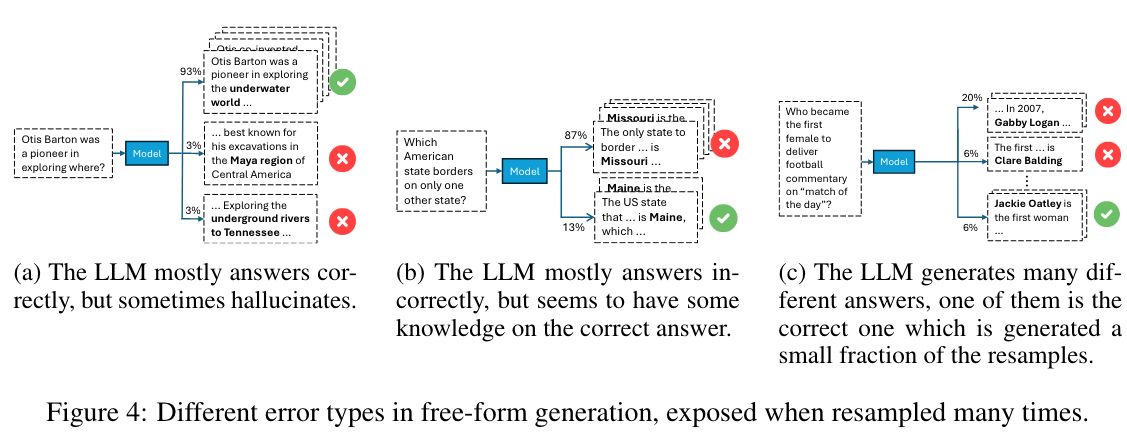 Otis Barton was
a pioneer in
exploring where?
Model
93%
3%
3%
Otis co-invented
Otis Barton was a
pioneer in exploring
the underwater
world ...
... best known for
his excavations in
the Maya region of
Central America
... Exploring the
underground rivers
to Tennessee ...
(a) The LLM mostly answers cor-
rectly, but sometimes hallucinates.
Which
American
state borders
on only one
other state?
Model
87%
13%
Missouri is the
The only state to
border ... is
Missouri ...
Maine is the
The US state
that ... is Maine,
which ...
(b) The LLM mostly answers in-
correctly, but seems to have some
knowledge on the correct answer.
Who became
the first
female to
deliver
football
commentary
on “match of
the day”?
Model
20%
6%
6%
... In 2007,
Gabby Logan ...
The first ... is
Clare Balding
Jackie Oatley is
the first woman
...
(c) The LLM generates many dif-
ferent answers, one of them is the
correct one which is generated a
small fraction of the resamples.
Figure 4: Different error types in free-form generation, exposed when resampled many times.